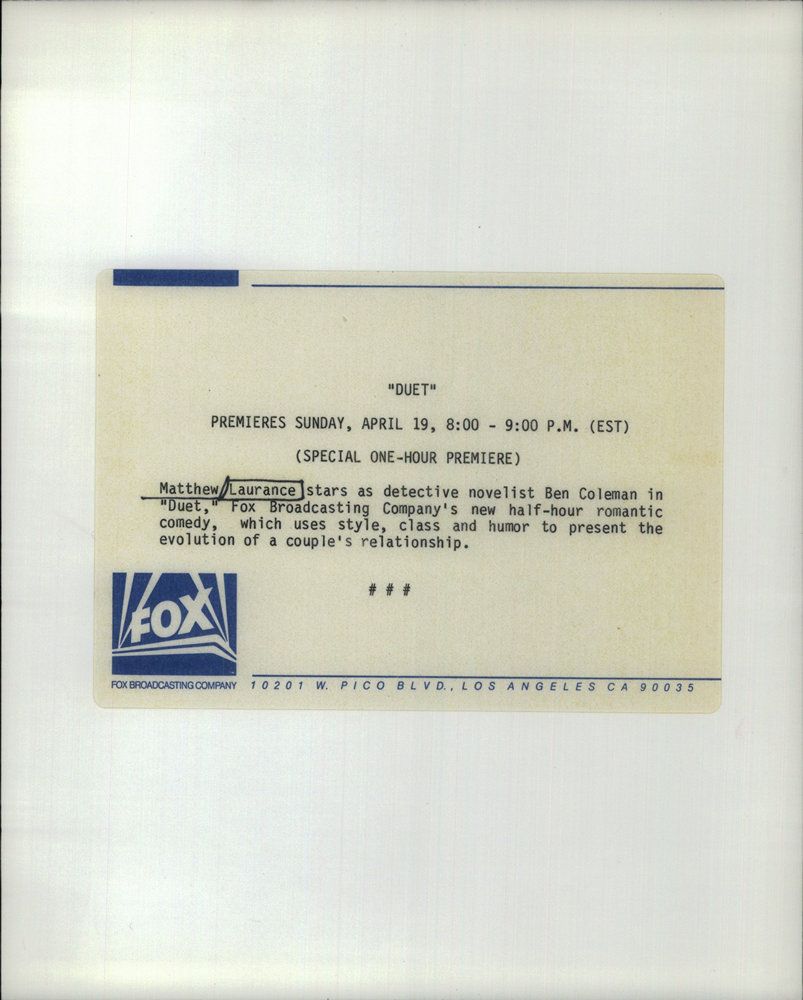 "DUET"
PREMIERES SUNDAY, APRIL 19, 8:00 - 9:00 P.M. (EST)
(SPECIAL ONE-HOUR PREMIERE)
Matthew Laurance stars as detective novelist Ben Coleman in
"Duet," Fox Broadcasting Company's new half-hour romantic
comedy, which uses style, class and humor to present the
evolution of a couple's relationship.
# # #
FOX
FOX BROADCASTING COMPANY 10201 W. PICO BLVD., LOS ANGELES CA 90035